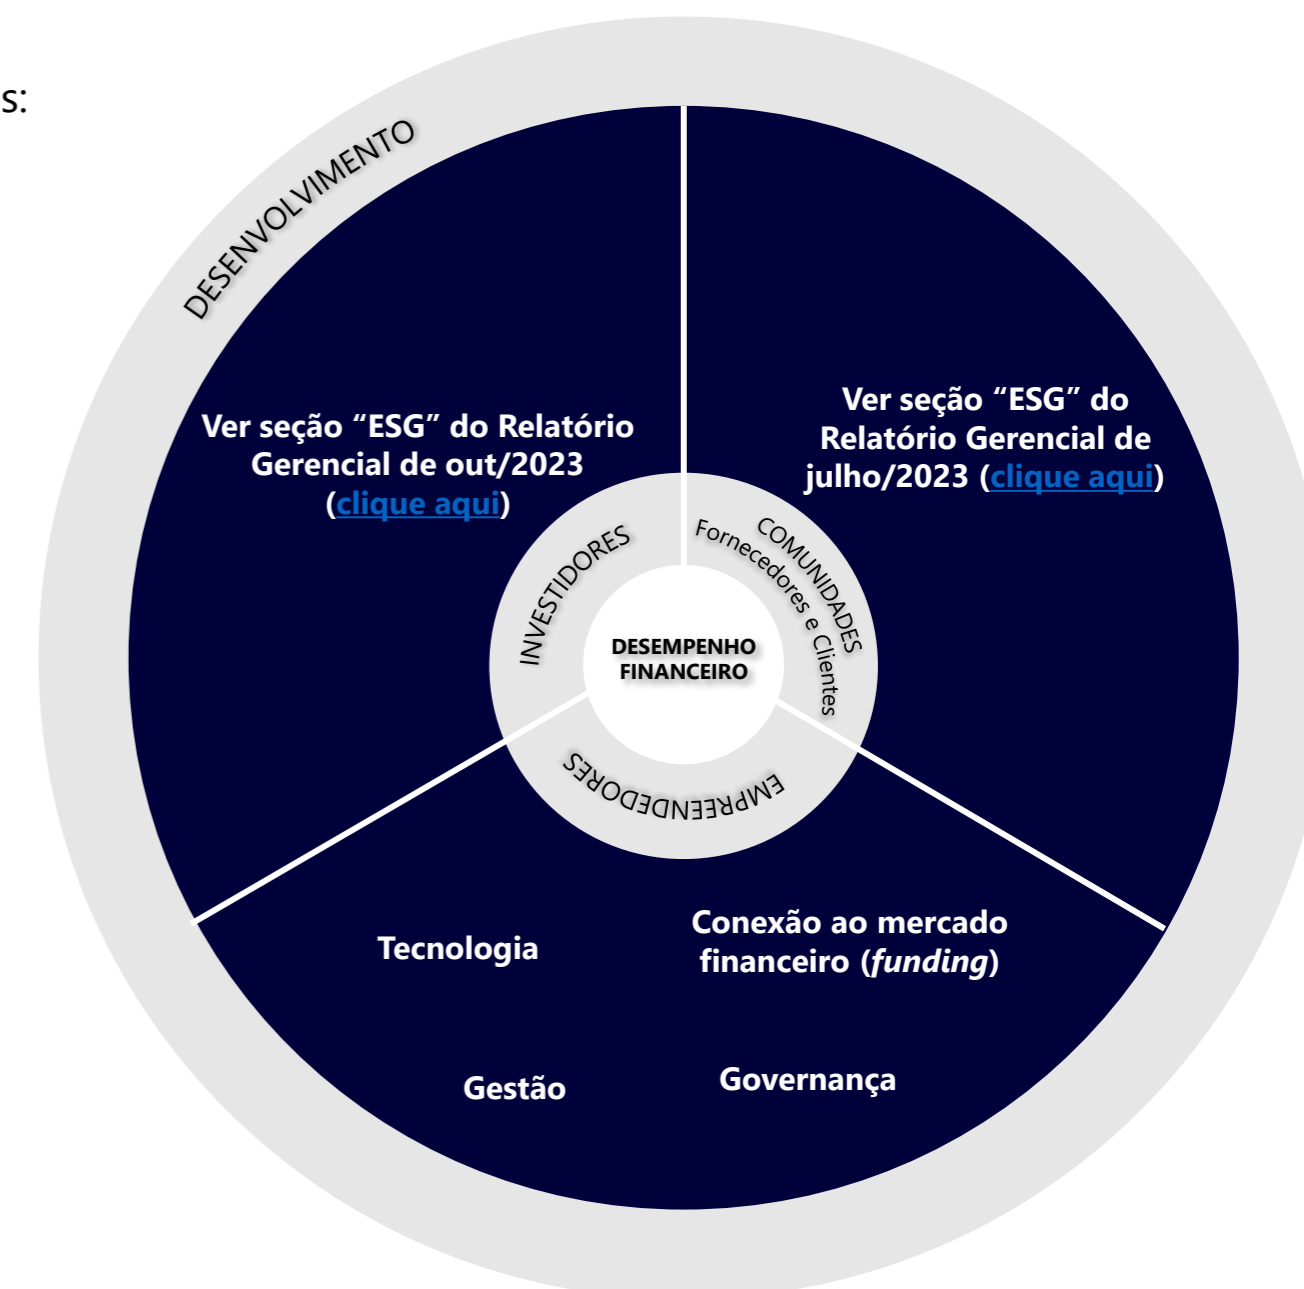 s:
DESENVOLVIMENTO
Ver seção “ESG” do Relatório
Gerencial de out/2023
(clique aqui)
Ver seção “ESG” do
Relatório Gerencial de
julho/2023 (clique aqui)
INVESTIDORES
COMUNIDADES
Fornecedores e Clientes
DESEMPENHO
FINANCEIRO
EMPREENDEDORES
Tecnologia
Conexão ao mercado
financeiro (funding)
Gestão
Governança